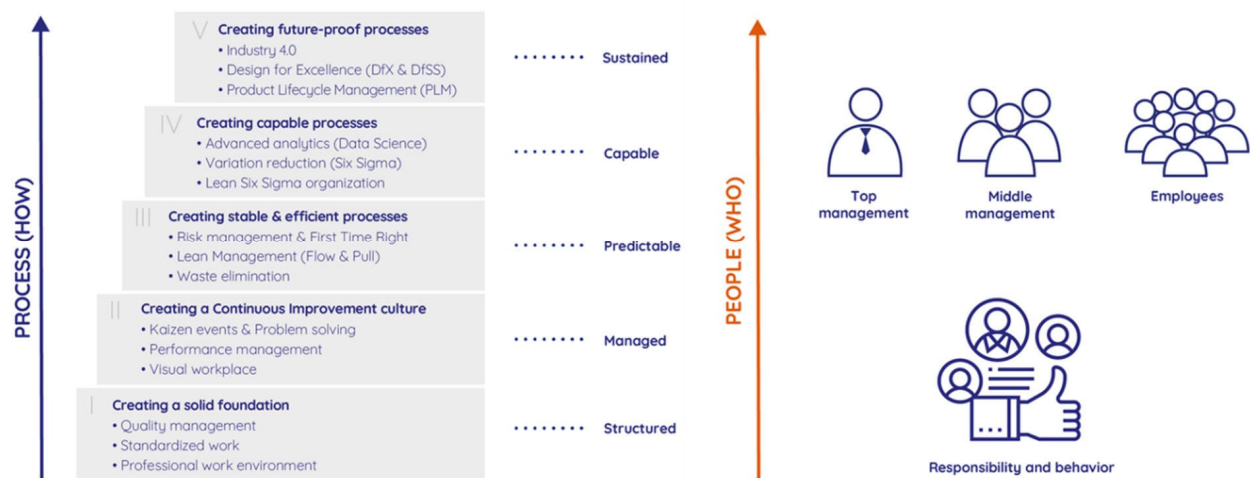 PROCESS (HOW)
V
Creating future-proof processes
• Industry 4.0
• Design for Excellence (DfX & DfSS)
• Product Lifecycle Management (PLM)
Sustained
IV
Creating capable processes
• Advanced analytics (Data Science)
• Variation reduction (Six Sigma)
• Lean Six Sigma organization
Capable
III
Creating stable & efficient processes
• Risk management & First Time Right
• Lean Management (Flow & Pull)
• Waste elimination
Predictable
II
Creating a Continuous Improvement culture
• Kaizen events & Problem solving
• Performance management
• Visual workplace
Managed
I
Creating a solid foundation
• Quality management
• Standardized work
• Professional work environment
Structured
PEOPLE (WHO)
Top
management
Middle
management
Employees
Responsibility and behavior